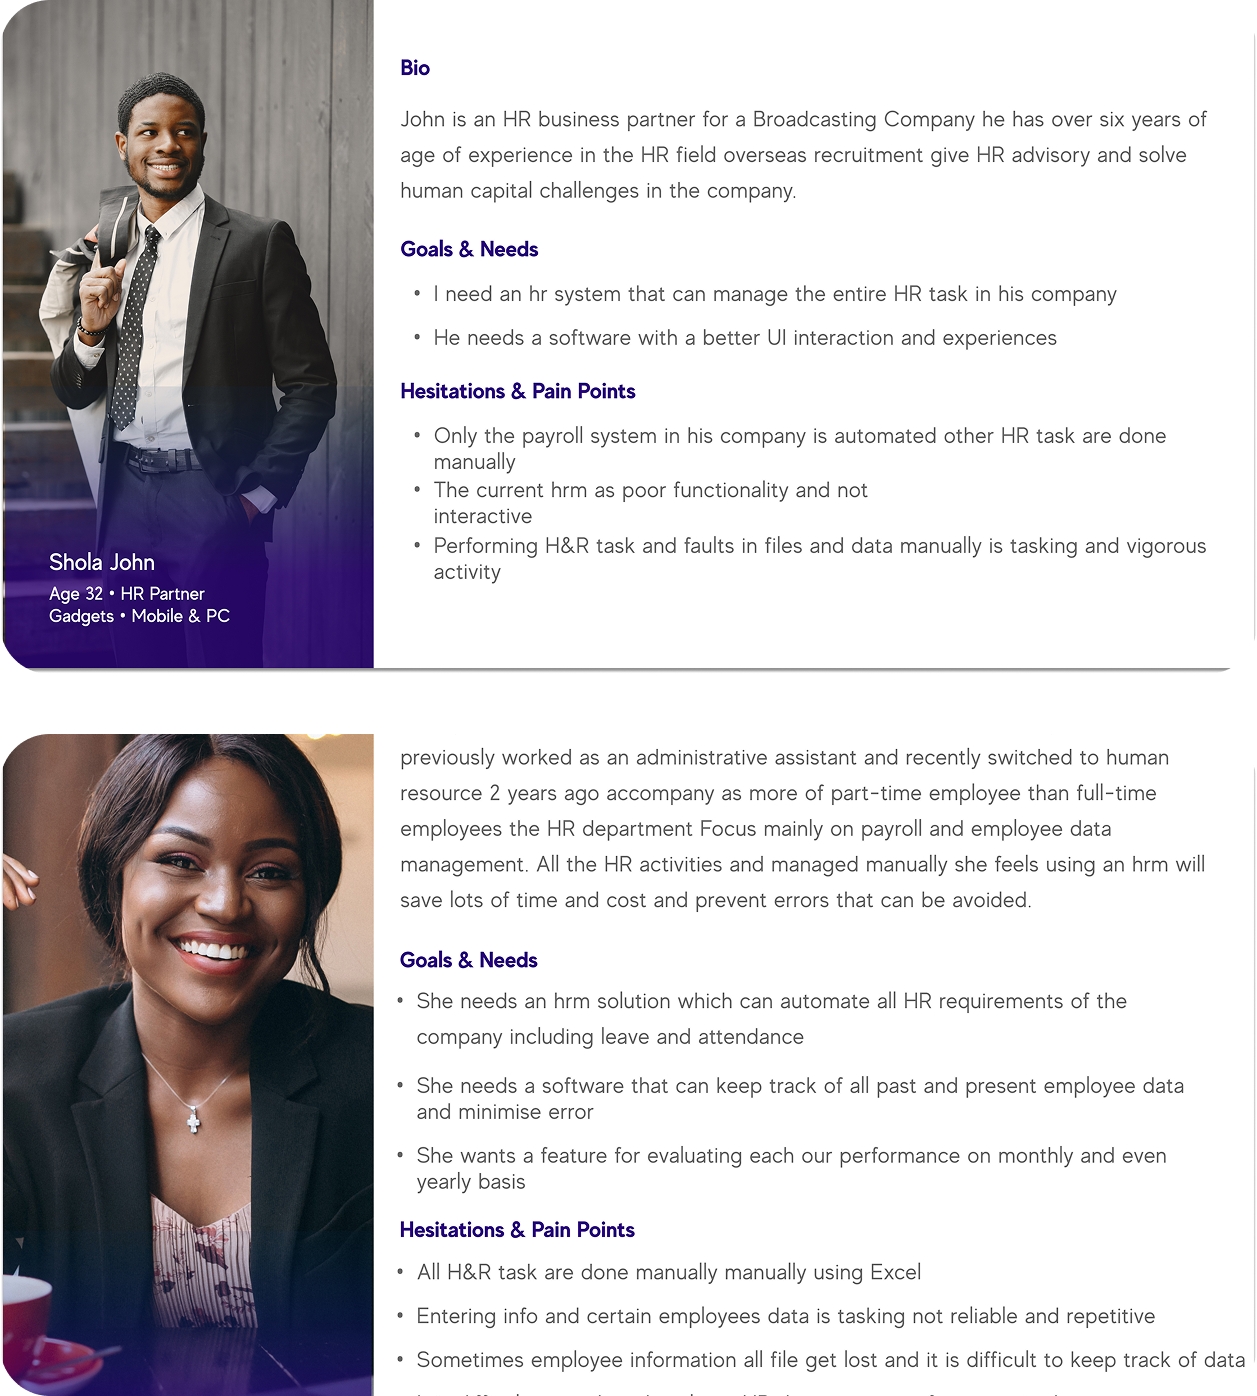 Bio
John is an HR business partner for a Broadcasting Company he has over six years of
age of experience in the HR field overseas recruitment give HR advisory and solve
human capital challenges in the company.
Goals & Needs
• I need an hr system that can manage the entire HR task in his company
• He needs a software with a better UI interaction and experiences
Hesitations & Pain Points
• Only the payroll system in his company is automated other HR task are done
manually
• The current hrm as poor functionality and not
interactive
• Performing H&R task and faults in files and data manually is tasking and vigorous
activity
Shola John
Age 32 • HR Partner
Gadgets • Mobile & PC
previously worked as an administrative assistant and recently switched to human
resource 2 years ago accompany as more of part-time employee than full-time
employees the HR department Focus mainly on payroll and employee data
management. All the HR activities and managed manually she feels using an hrm will
save lots of time and cost and prevent errors that can be avoided.
Goals & Needs
• She needs an hrm solution which can automate all HR requirements of the
company including leave and attendance
• She needs a software that can keep track of all past and present employee data
and minimise error
• She wants a feature for evaluating each our performance on monthly and even
yearly basis
Hesitations & Pain Points
• All H&R task are done manually manually using Excel
• Entering info and certain employees data is tasking not reliable and repetitive
• Sometimes employee information all file get lost and it is difficult to keep track of data